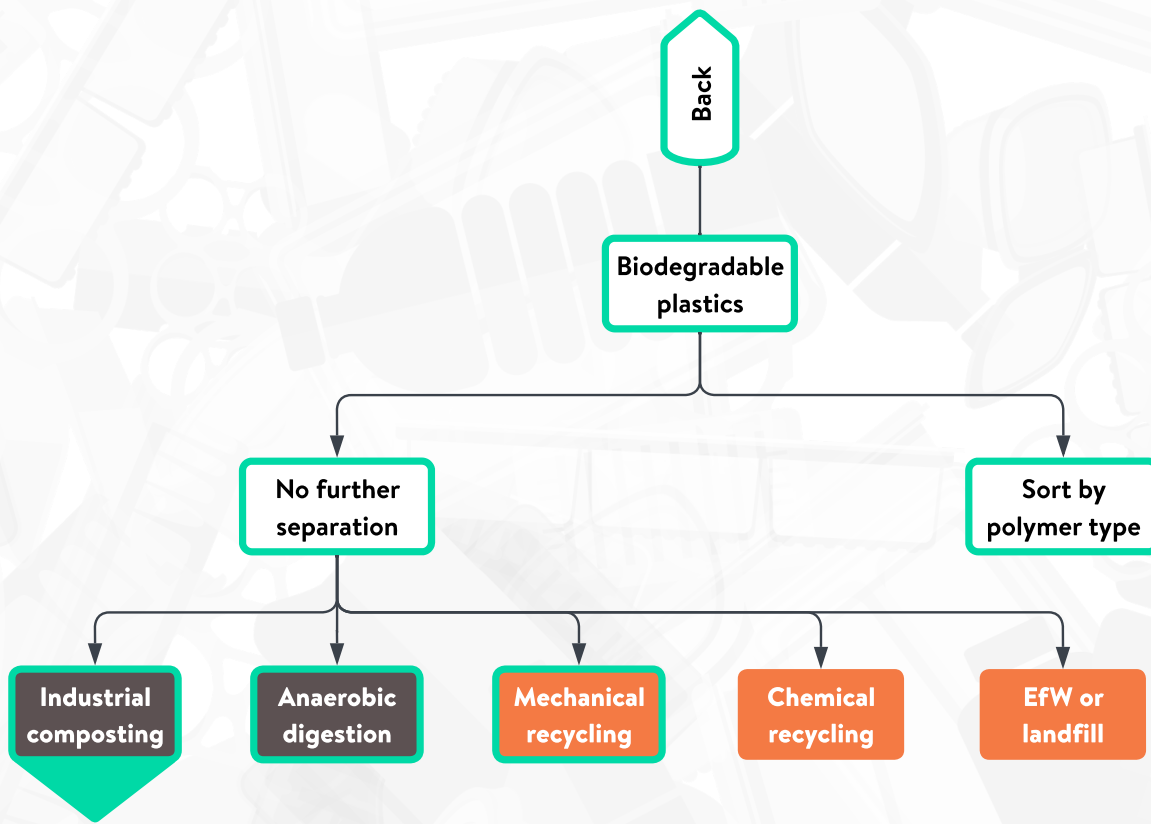 Back
Biodegradable
plastics
No further
separation
Sort by
polymer type
Industrial
composting
Anaerobic
digestion
Mechanical
recycling
Chemical
recycling
EfW or
landfill